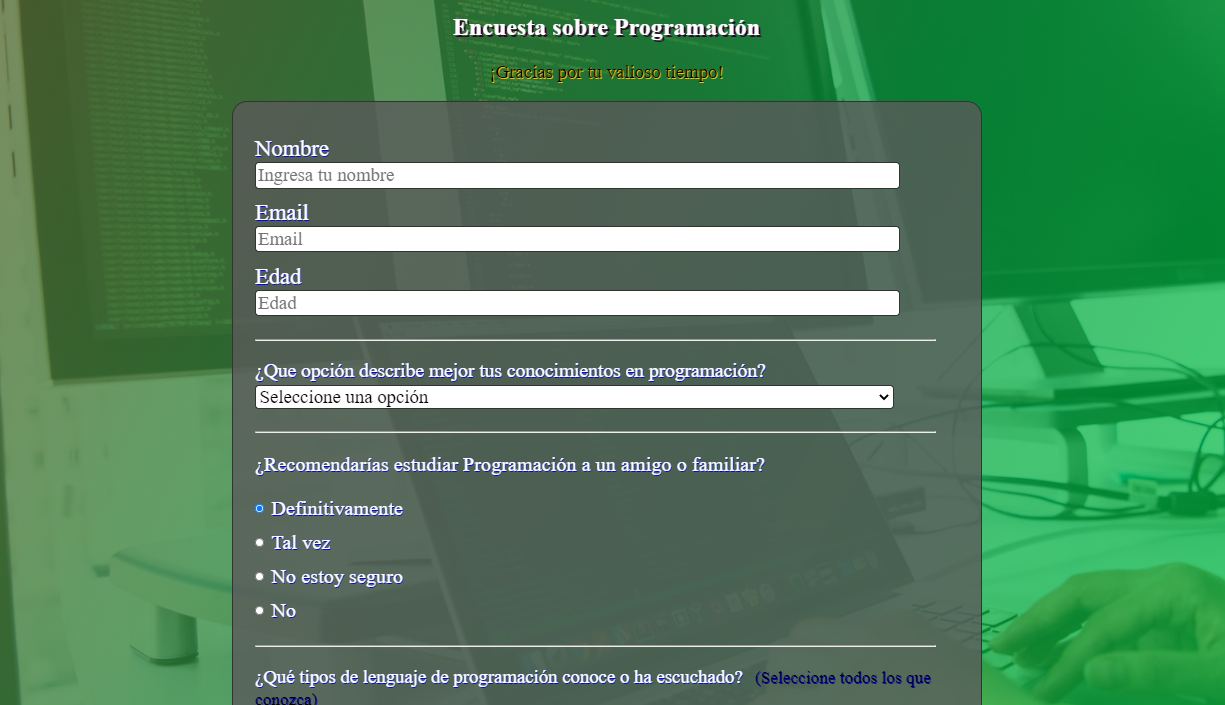 Encuesta sobre Programación
¡Gracias por tu valioso tiempo!
Nombre
Ingresa tu nombre
Email
Email
Edad
Edad
¿Que opción describe mejor tus conocimientos en programación?
Seleccione una opción
¿Recomendarías estudiar Programación a un amigo o familiar?
Definitivamente
Tal vez
No estoy seguro
No
¿Qué tipos de lenguaje de programación conoce o ha escuchado? (Seleccione todos los que
conozca)